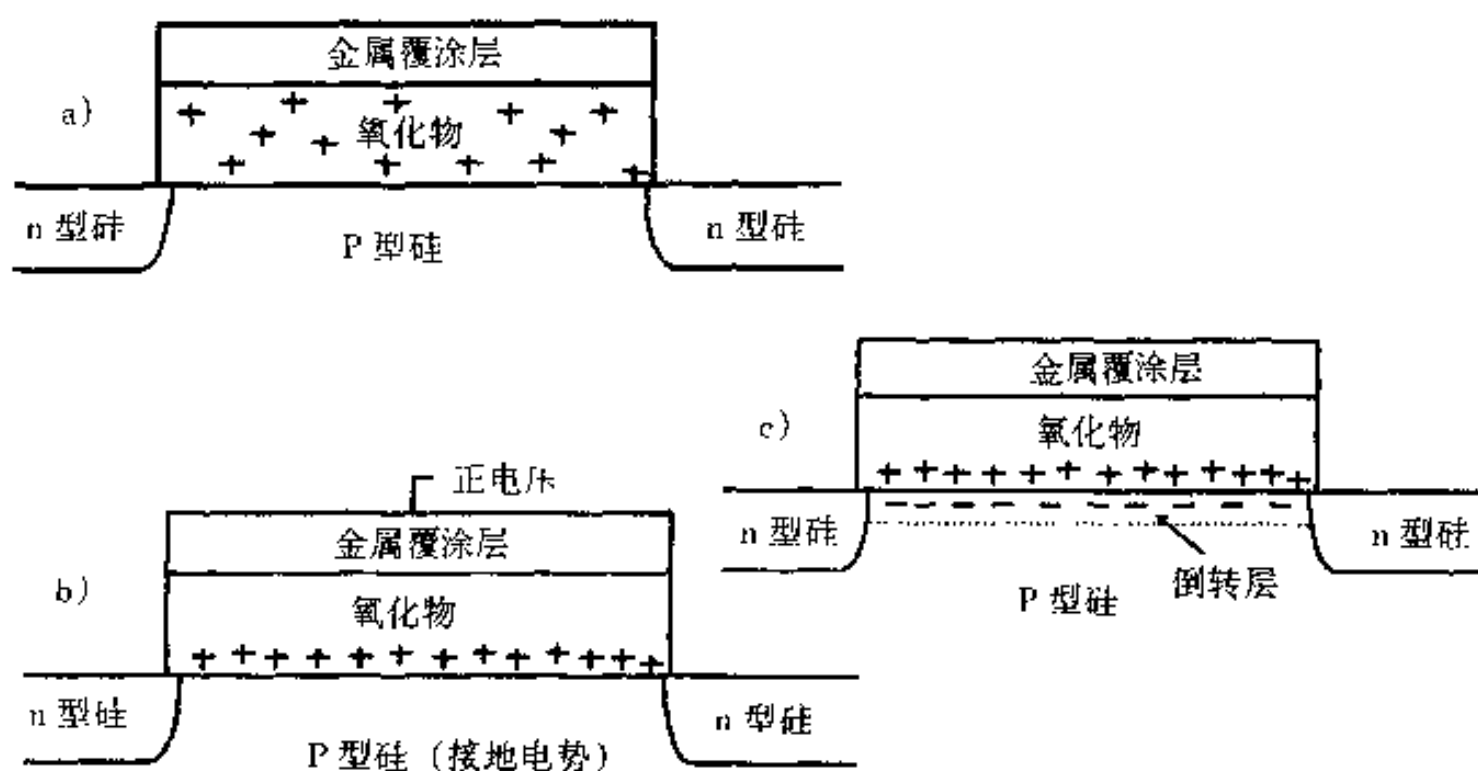 a)
金属覆涂层
氧化物
n 型硅
P 型硅
n 型硅
b)
正电压
金属覆涂层
氧化物
n 型硅
P 型硅（接地电势）
n 型硅
c)
金属覆涂层
氧化物
n 型硅
P 型硅
倒转层
n 型硅